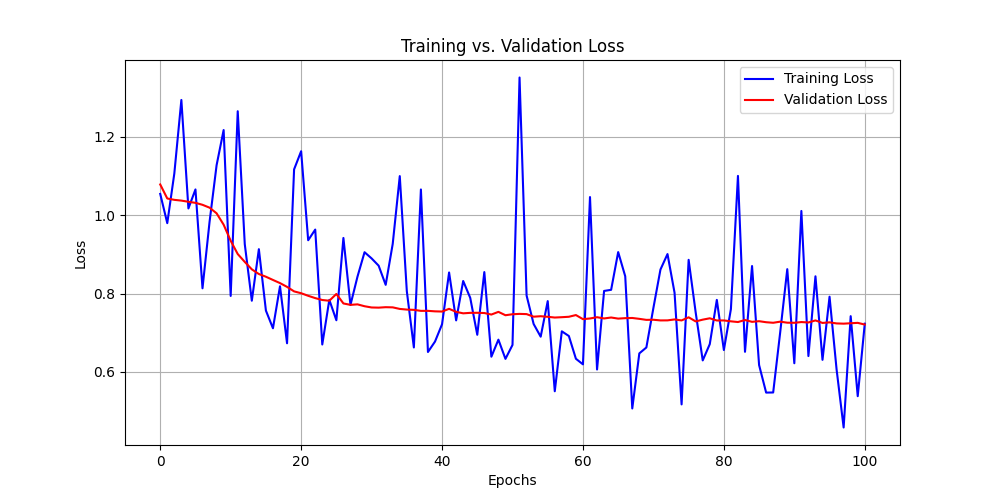 Training vs. Validation Loss
Training Loss
Validation Loss
1.2
1.0
0.8
0.6
Loss
0 20 40 60 80 100
Epochs